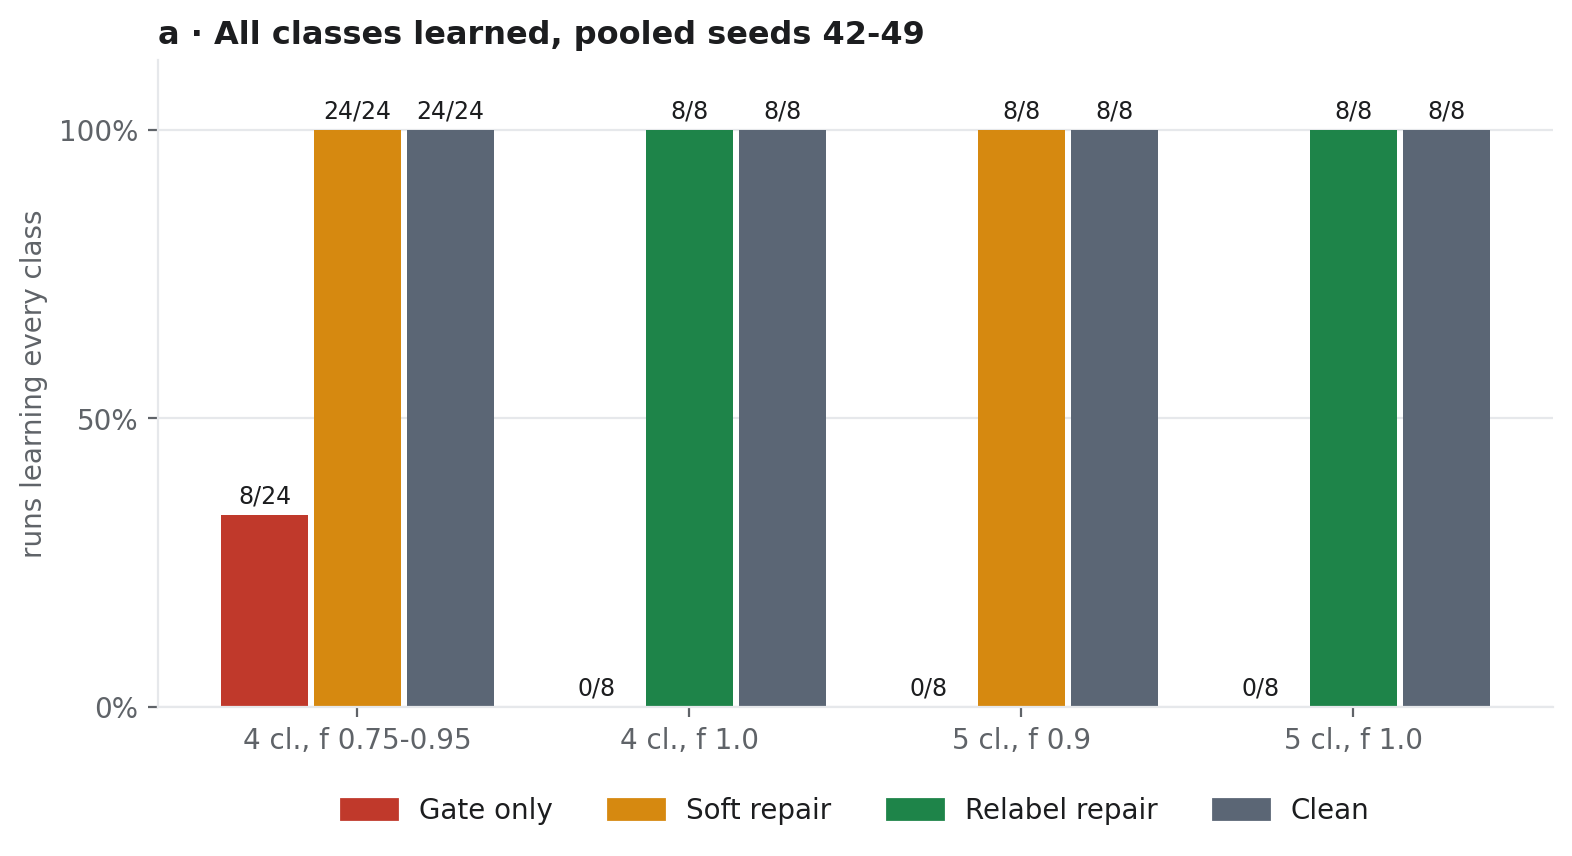 a · All classes learned, pooled seeds 42-49
runs learning every class
100%
50%
0%
8/24
24/24
24/24
0/8
8/8
8/8
0/8
8/8
8/8
0/8
8/8
8/8
4 cl., f 0.75-0.95
4 cl., f 1.0
5 cl., f 0.9
5 cl., f 1.0
Gate only
Soft repair
Relabel repair
Clean